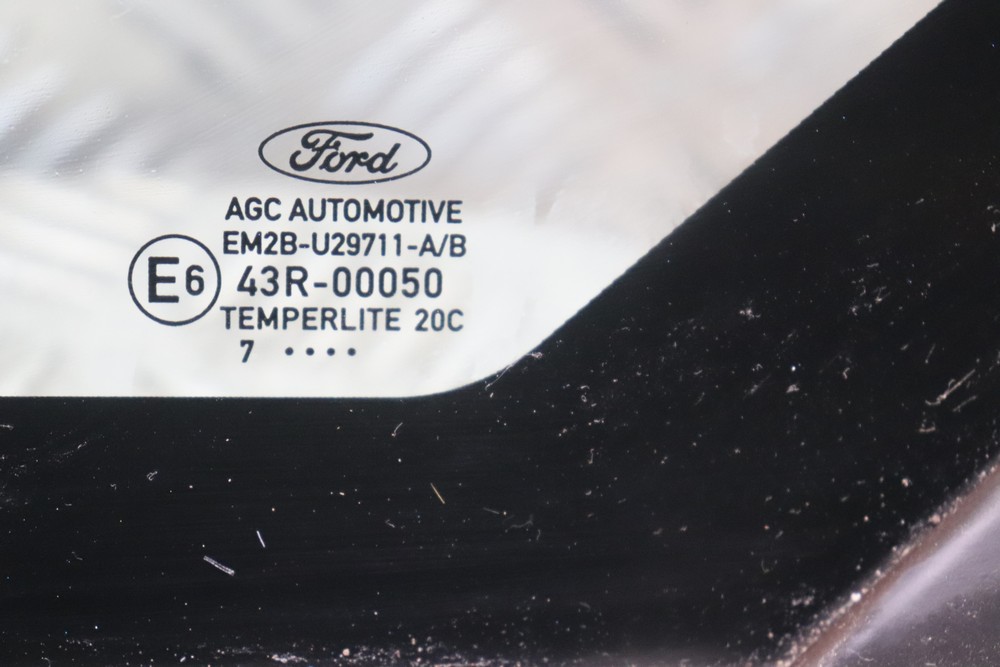 Ford
AGC AUTOMOTIVE
EM2B-U29711-A/B
E6 43R-00050
TEMPERLITE 20C
7 ••••